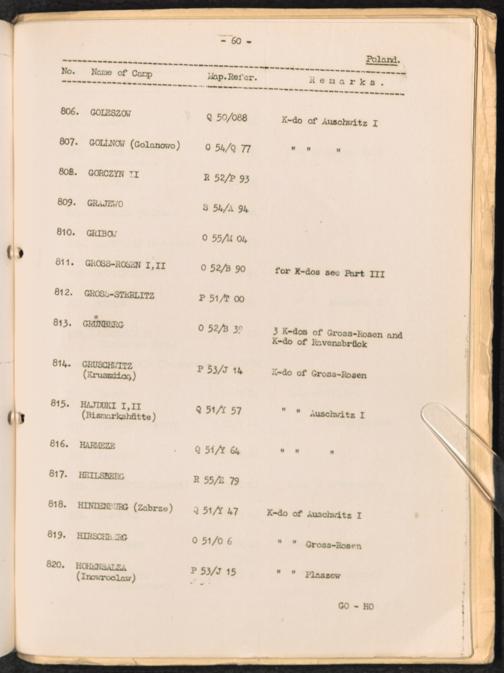 - 60 -
Poland.
No. Name of Camp Map.Refer. Remarks.
806. GOLESZOW Q 50/088 K-do of Auschwitz I
807. GOLLNOW (Golanowo) O 54/Q 77 " " "
808. GORCZYN II R 52/P 93
809. GRAJEWO S 54/A 94
810. GRIBOW O 55/M 04
811. GROSS-ROSEN I,II O 52/B 90 for K-dos see Part III
812. GROSS-STERLITZ P 51/T 00
813. GRÜNBERG O 52/B 39 3 K-dos of Gross-Rosen and
K-do of Ravensbrück
814. GRUSCHWITZ P 53/J 14 K-do of Gross-Rosen
(Kruszdicq)
815. HAJDUKI I,II Q 51/Y 57 " " Auschwitz I
(Bismarkshütte)
816. HARMEZE Q 51/Y 64 " " "
817. HEILSBERG R 55/Z 79
818. HINDENBURG (Zabrze) Q 51/Y 47 K-do of Auschwitz I
819. HIRSCHBERG O 51/O 6 " " Gross-Rosen
820. HOHENSALZA P 53/J 15 " " Plaszow
(Inowroclaw)
GO - HO